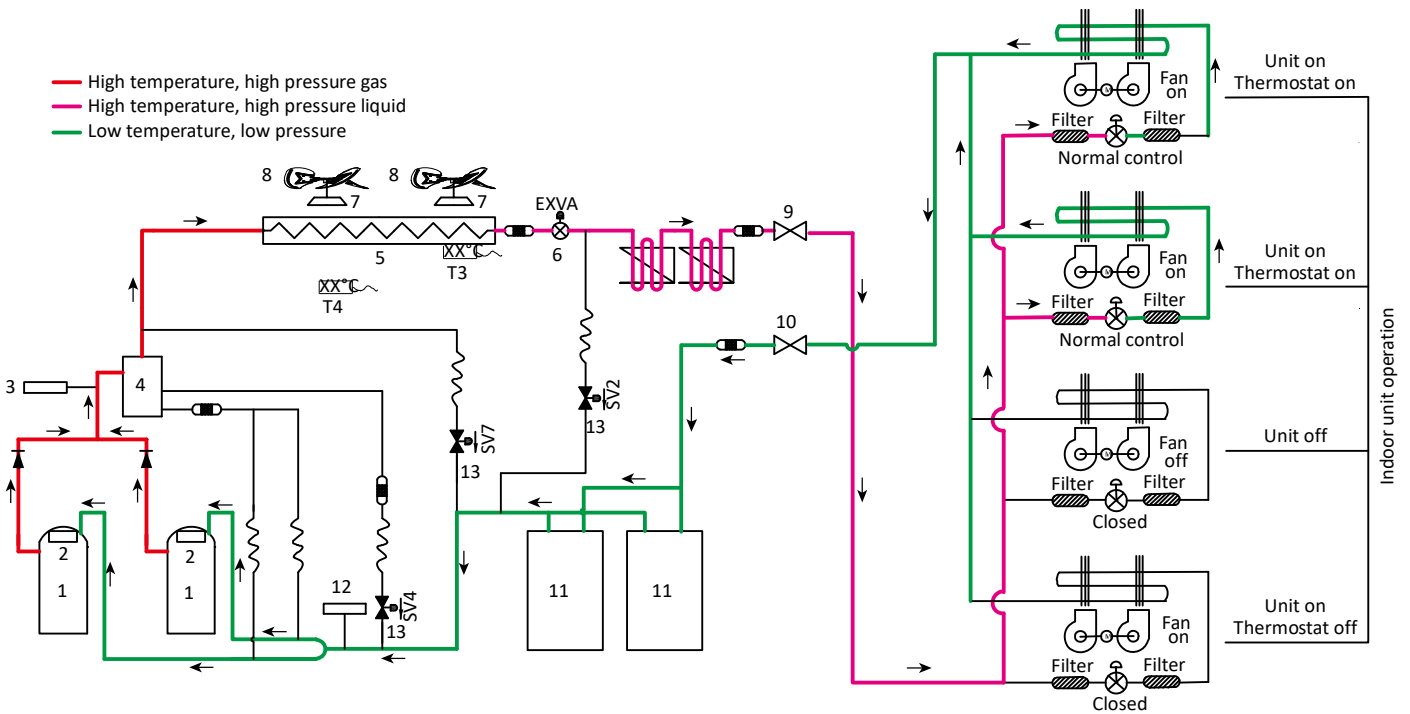 High temperature, high pressure gas
High temperature, high pressure liquid
Low temperature, low pressure
8
7
8
7
5
XX°C
T3
XX°C
T4
EXVA
6
9
10
3
4
SV7
13
SV2
13
2
1
2
1
12
SV4
13
11
11
Fan
on
Filter
Filter
Normal control
Unit on
Thermostat on
Fan
on
Filter
Filter
Normal control
Unit on
Thermostat on
Fan
off
Filter
Filter
Closed
Unit off
Fan
on
Filter
Filter
Closed
Unit on
Thermostat off
Indoor unit operation